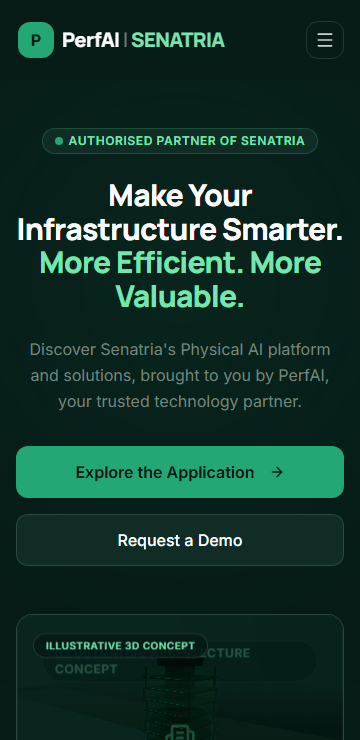 P PerfAI | SENATRIA
AUTHORISED PARTNER OF SENATRIA
Make Your
Infrastructure Smarter.
More Efficient. More
Valuable.
Discover Senatria's Physical AI platform
and solutions, brought to you by PerfAI,
your trusted technology partner.
Explore the Application →
Request a Demo
ILLUSTRATIVE 3D CONCEPT
CONCEPT